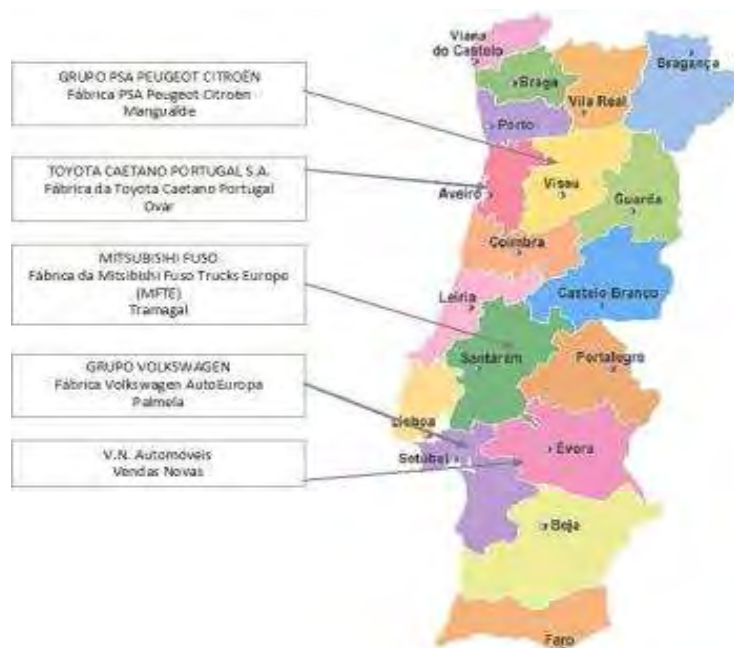 GRUPO PSA PEUGEOT CITROËN
Fábrica PSA Peugeot Citroën
Mangualde
TOYOTA CAETANO PORTUGAL S.A.
Fábrica da Toyota Caetano Portugal
Ovar
MITSUBISIHI FUSO
Fábrica da Mitsibishi Fuso Trucks Europe
(MFTE)
Tramagal
GRUPO VOLKSWAGEN
Fábrica Volkswagen AutoEuropa
Palmela
V.N. Automóveis
Vendas Novas
Viana
do Castelo
Braga
Bragança
Vila Real
Porto
Aveiro
Viseu
Guarda
Coimbra
Leiria
Castelo Branco
Santarém
Portalegre
Lisboa
Setúbal
Évora
Beja
Faro